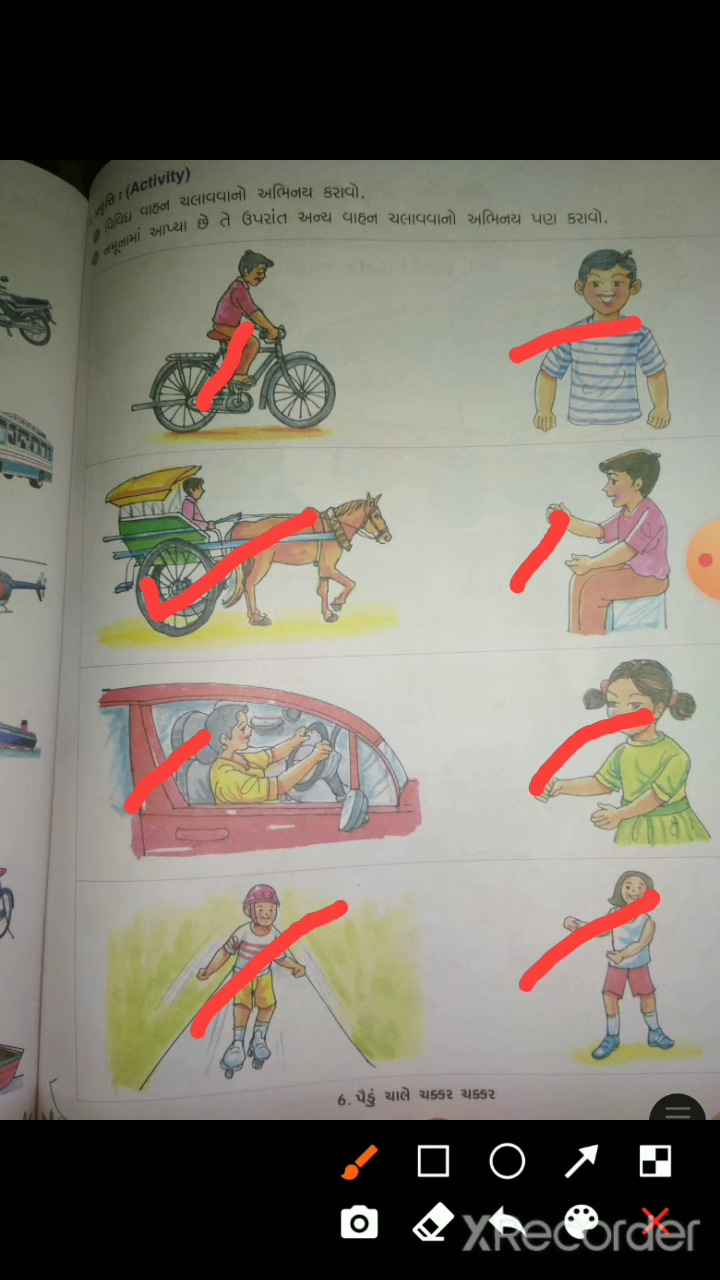 પ્રવૃત્તિ : (Activity)
વિવિધ વાહન ચલાવવાનો અભિનય કરાવો.
નમૂનામાં આપ્યા છે તે ઉપરાંત અન્ય વાહન ચલાવવાનો અભિનય પણ કરાવો.
6. પૈડું ચાલે ચક્કર ચક્કર
XRecorder